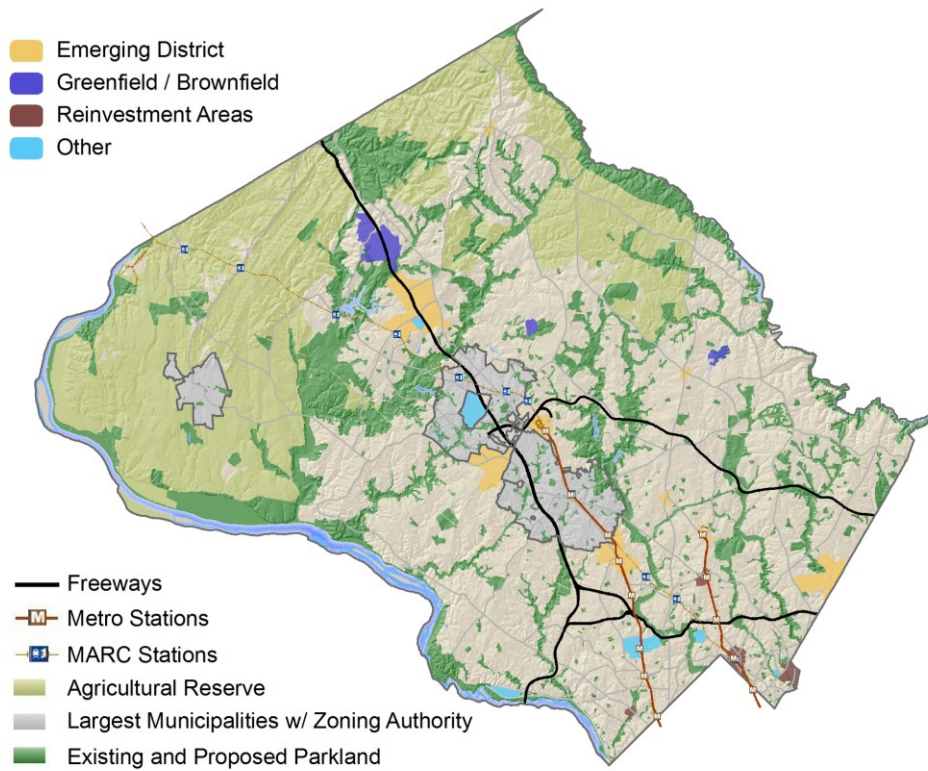 Emerging District
Greenfield / Brownfield
Reinvestment Areas
Other
Freeways
M Metro Stations
MARC Stations
Agricultural Reserve
Largest Municipalities w/ Zoning Authority
Existing and Proposed Parkland
M
M
M
M
M
M
M
M
M
M
M
M
M